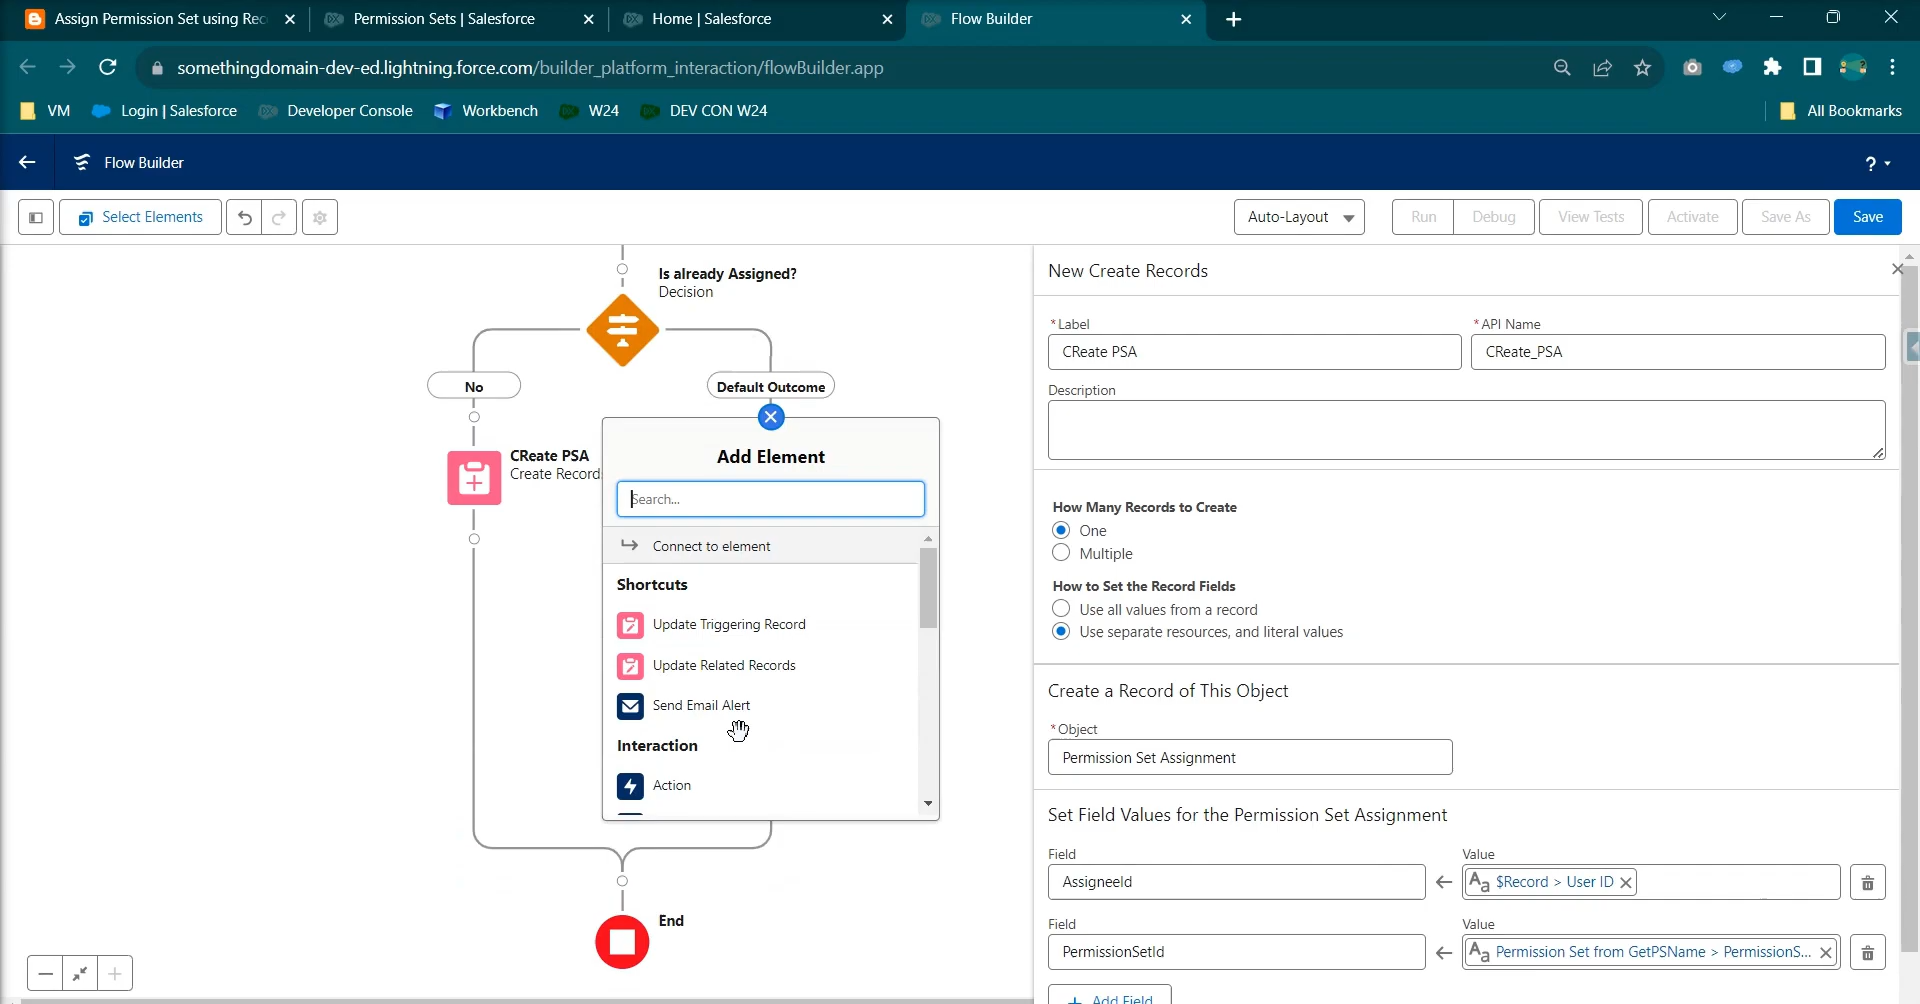 Assign Permission Set using Rec
Permission Sets | Salesforce
Home | Salesforce
Flow Builder
somethingdomain-dev-ed.lightning.force.com/builder_platform_interaction/flowBuilder.app
VM
Login | Salesforce
Developer Console
Workbench
W24
DEV CON W24
All Bookmarks
Flow Builder
?
Select Elements
Auto-Layout
Run
Debug
View Tests
Activate
Save As
Save
Is already Assigned?
Decision
No
Default Outcome
CReate PSA
Create Record
Add Element
Search...
Connect to element
Shortcuts
Update Triggering Record
Update Related Records
Send Email Alert
Interaction
Action
End
New Create Records
* Label
* API Name
CReate PSA
CReate_PSA
Description
How Many Records to Create
One
Multiple
How to Set the Record Fields
Use all values from a record
Use separate resources, and literal values
Create a Record of This Object
* Object
Permission Set Assignment
Set Field Values for the Permission Set Assignment
Field
Value
AssigneeId
Aa $Record > User ID
Field
Value
PermissionSetId
Aa Permission Set from GetPSName > PermissionS...
+ Add Field